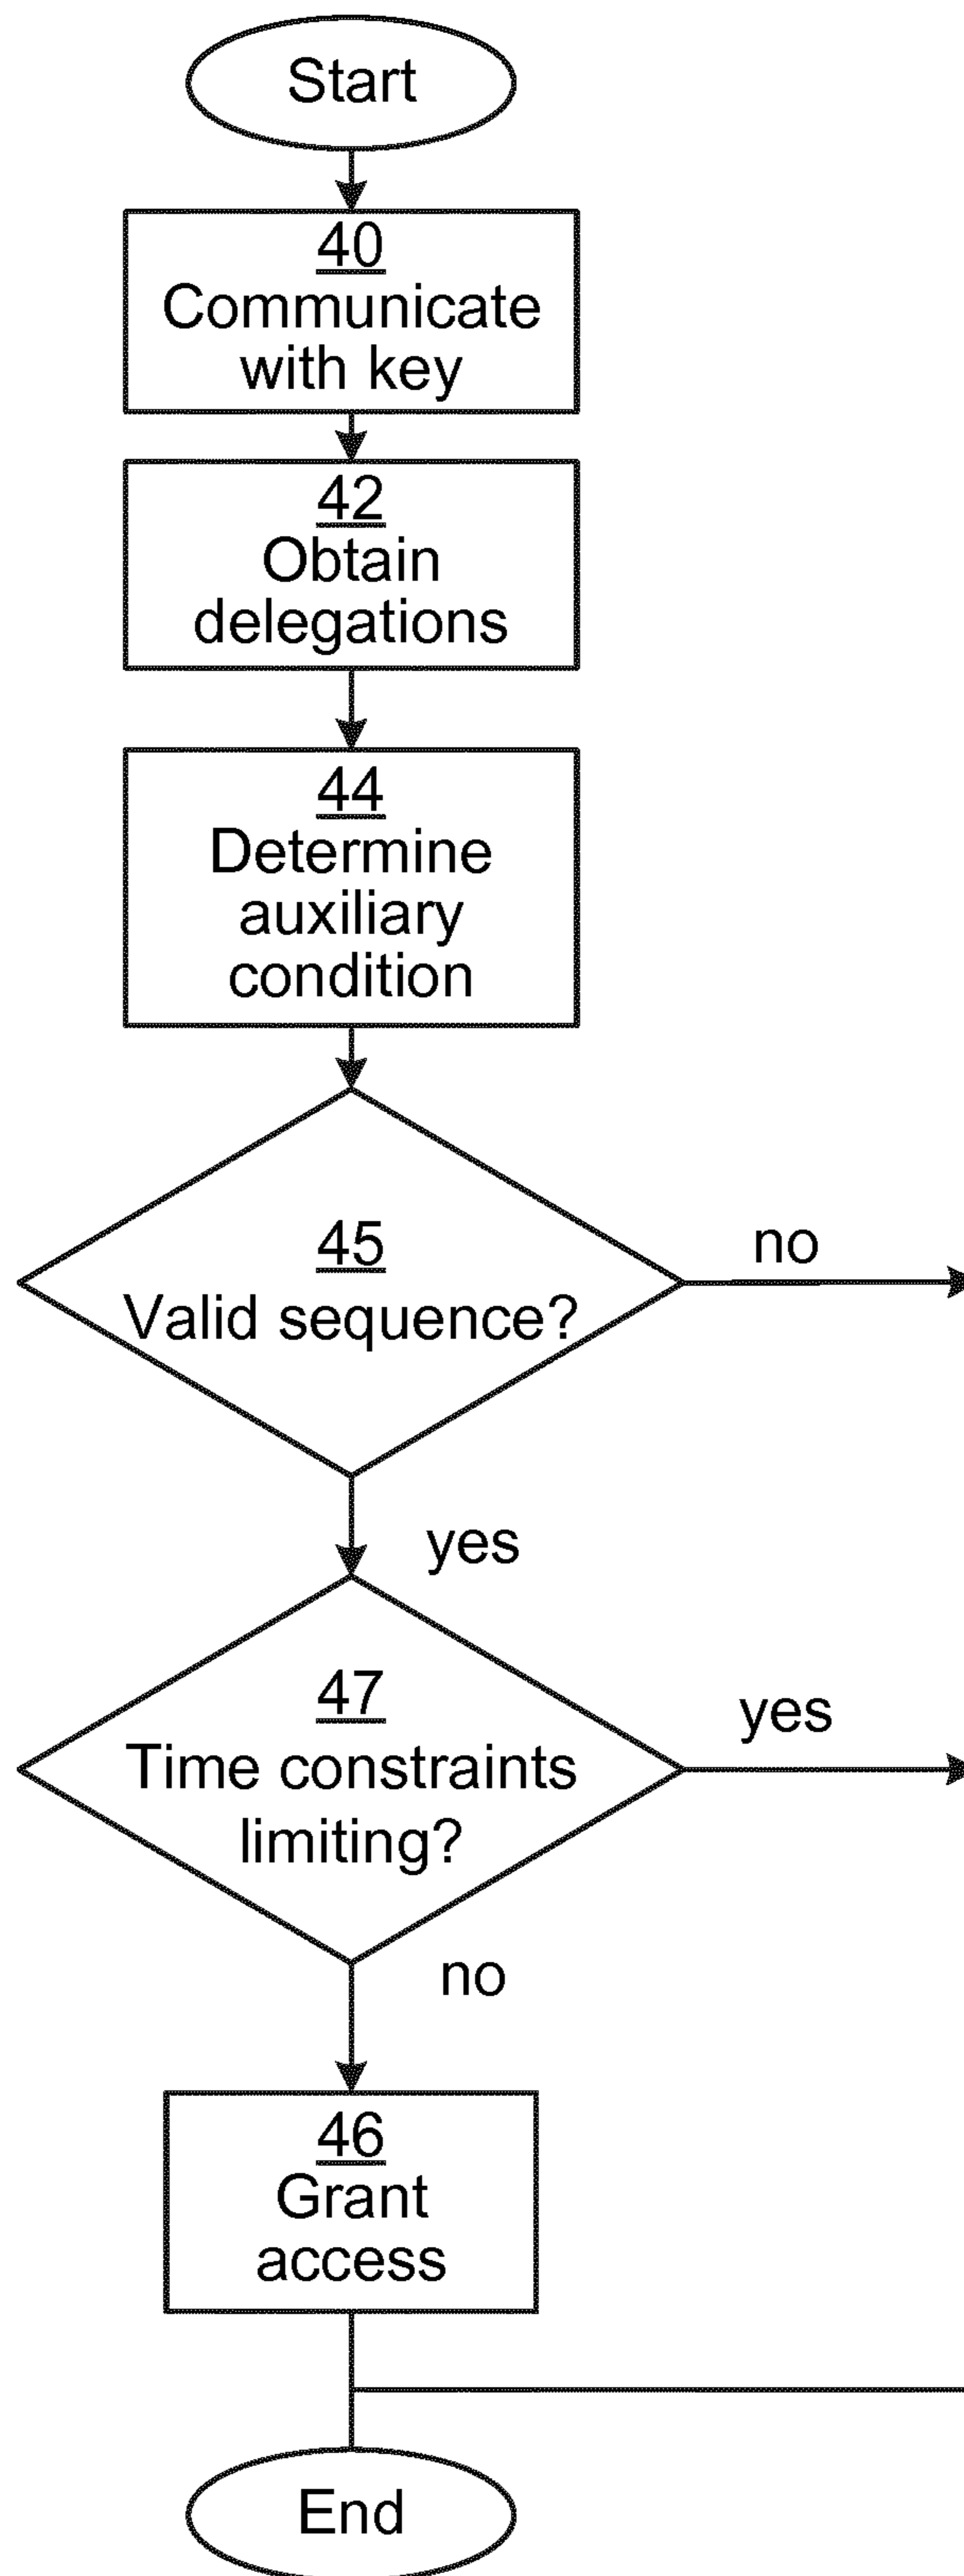 Start
40
Communicate
with key
42
Obtain
delegations
44
Determine
auxiliary
condition
45
Valid sequence?
no
yes
47
Time constraints
limiting?
yes
no
46
Grant
access
End